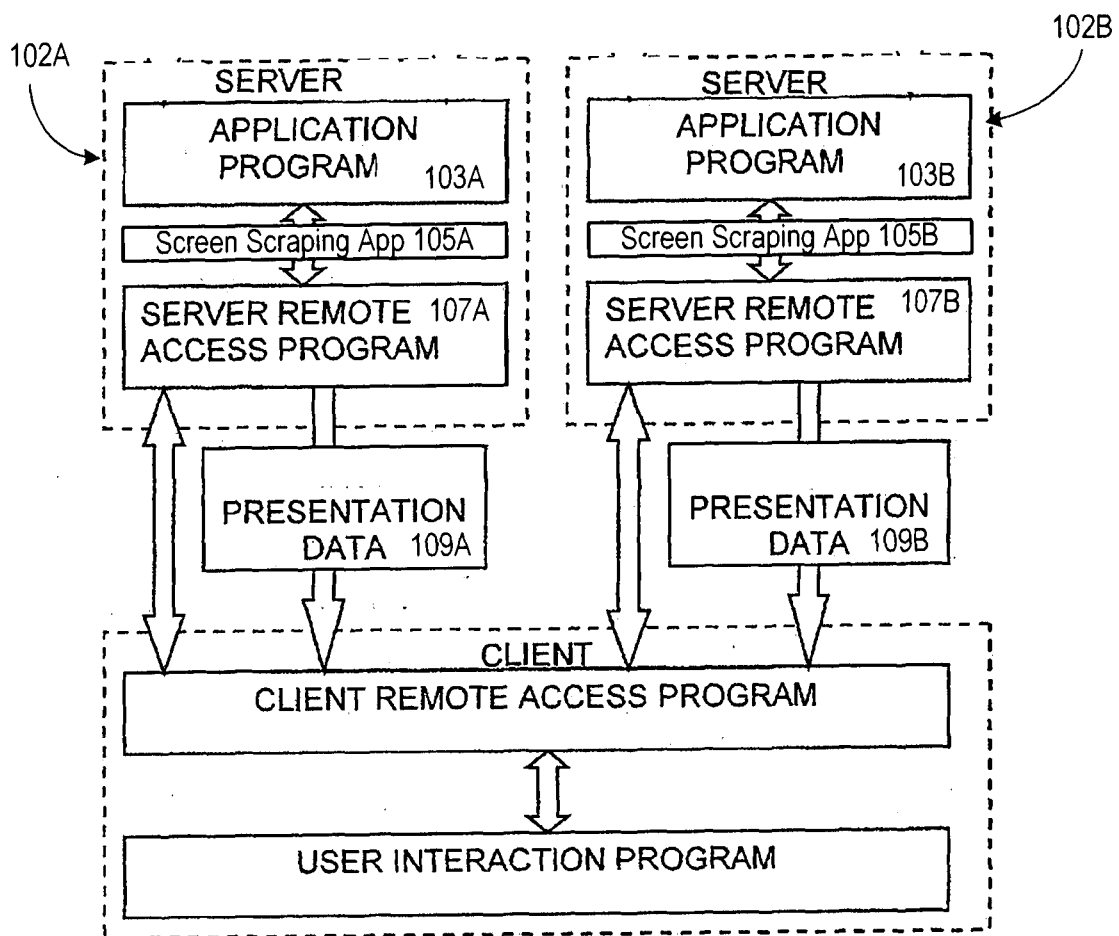 102A
102B
SERVER
APPLICATION
PROGRAM
103A
Screen Scraping App 105A
SERVER REMOTE 107A
ACCESS PROGRAM
PRESENTATION
DATA 109A
SERVER
APPLICATION
PROGRAM
103B
Screen Scraping App 105B
SERVER REMOTE 107B
ACCESS PROGRAM
PRESENTATION
DATA 109B
CLIENT
CLIENT REMOTE ACCESS PROGRAM
USER INTERACTION PROGRAM